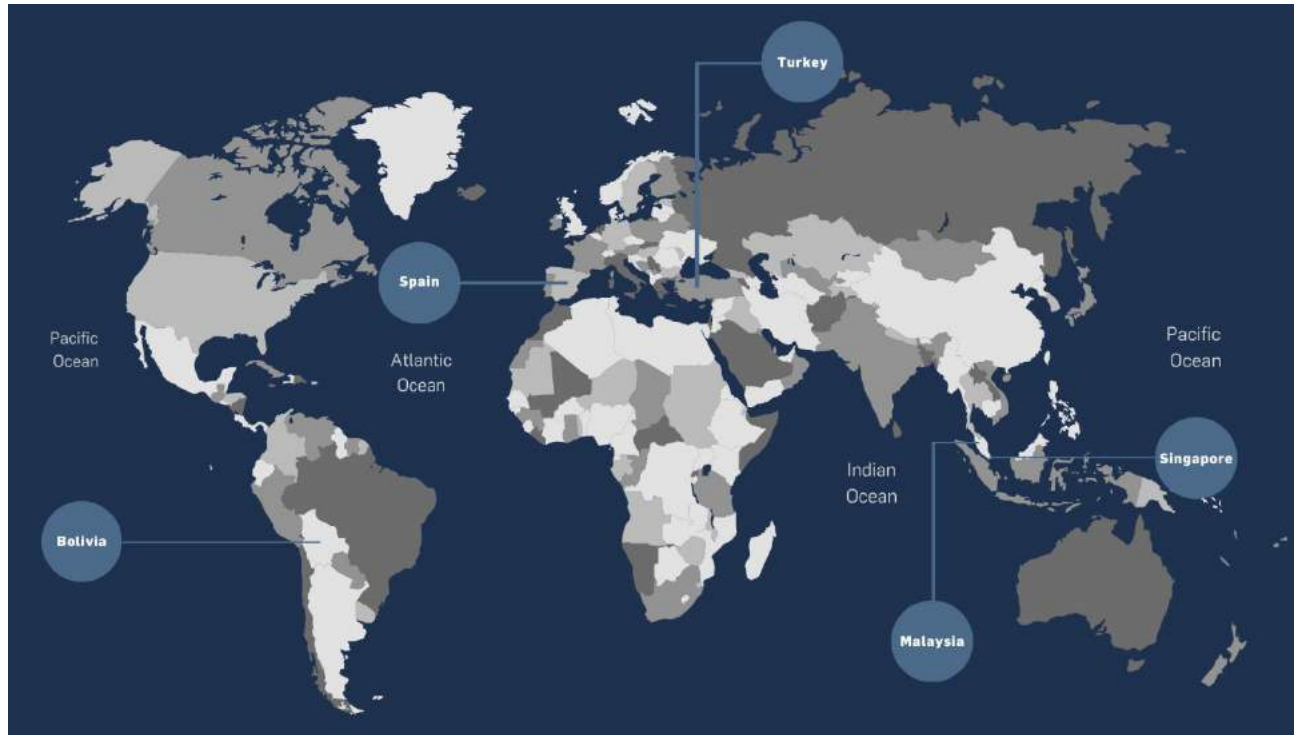 Turkey
Spain
Pacific
Ocean
Atlantic
Ocean
Pacific
Ocean
Indian
Ocean
Singapore
Bolivia
Malaysia